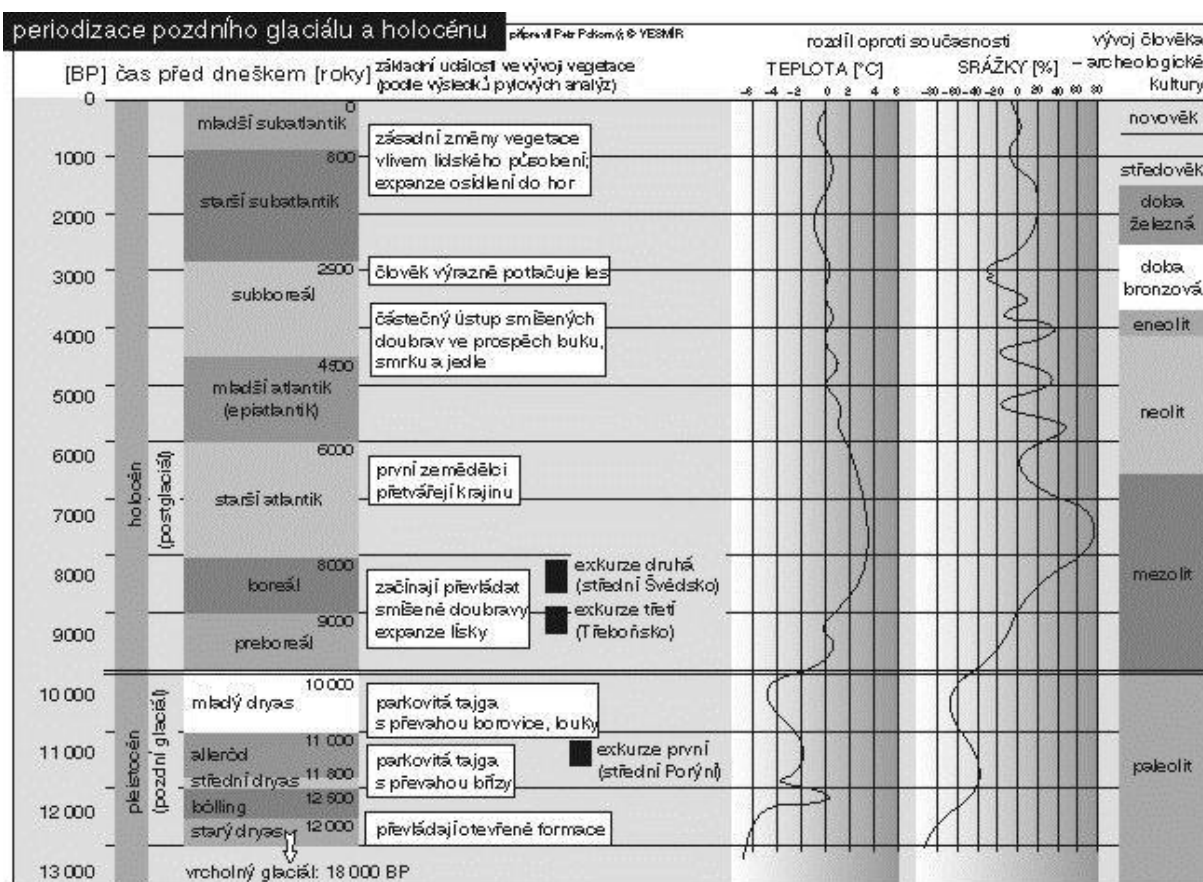 periodizace pozdního glaciálu a holocénu
připravil Petr Pokorný, © VESMÍR
[BP] čas před dneškem [roky]
základní události ve vývoji vegetace
(podle výsledků pylových analýz)
rozdíl oproti současnosti
TEPLOTA [°C]
SRÁŽKY [%]
vývoj člověka
– archeologické
kultury
-6 -4 -2 0 2 4 6
-80 -60 -40 -20 0 20 40 60 80
0
1000
2000
3000
4000
5000
6000
7000
8000
9000
10 000
11 000
12 000
13 000
holocén
(postglaciál)
pleistocén
(pozdní glaciál)
0
mladší subatlantik
800
starší subatlantik
subboreál
4500
mladší atlantik
(epiatlantik)
6000
starší atlantik
8000
boreál
9000
preboreál
10 000
mladý dryas
11 000
alleröd
střední dryas 11 800
bölling
starý dryas 12 000
vrcholný glaciál: 18 000 BP
zásadní změny vegetace
vlivem lidského působení;
expanze osídlení do hor
člověk výrazně potlačuje les
částečný ústup smíšených
doubrav ve prospěch buku,
smrku a jedle
první zemědělci
přetvářejí krajinu
začínají převládat
smíšené doubravy
expanze lísky
exkurze druhá
(střední Švédsko)
exkurze třetí
(Třeboňsko)
parkovitá tajga
s převahou borovice, louky
parkovitá tajga
s převahou břízy
exkurze první
(střední Porýní)
převládají otevřené formace
novověk
středověk
doba
železná
doba
bronzová
eneolit
neolit
mezolit
paleolit